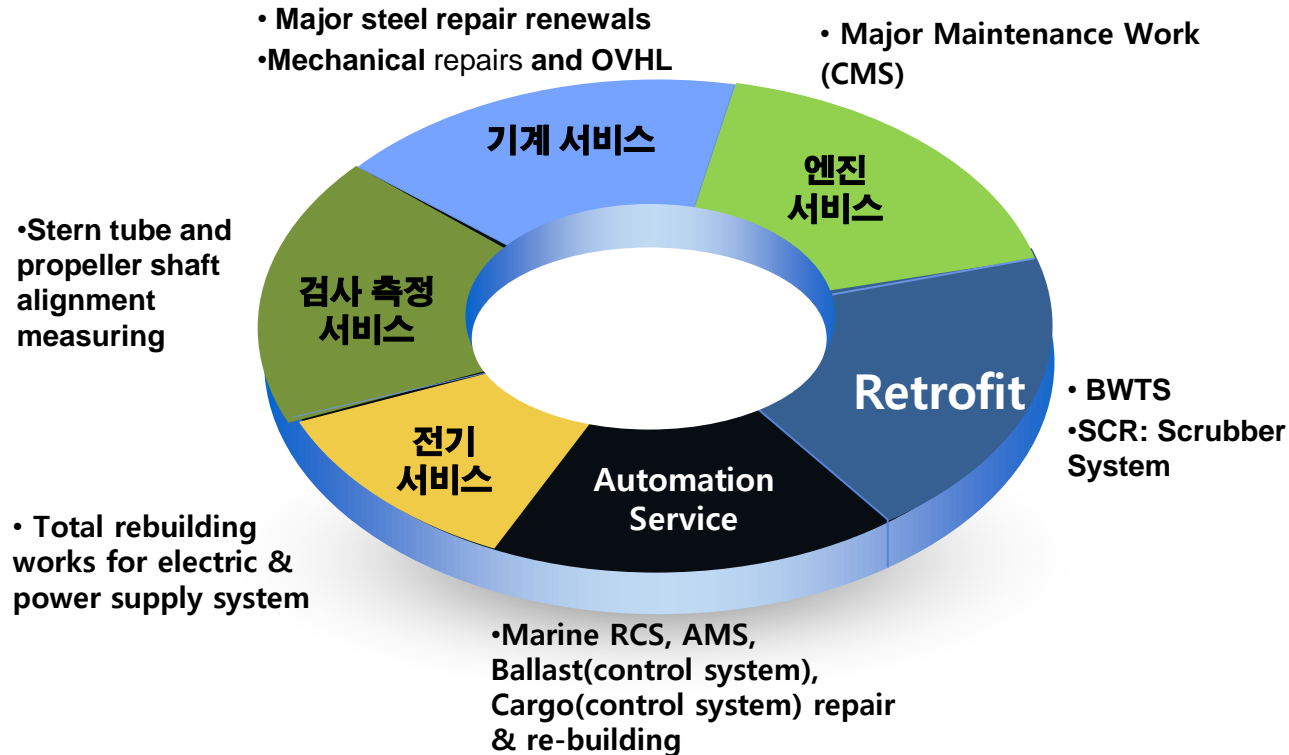 • Major steel repair renewals
•Mechanical repairs and OVHL
• Major Maintenance Work
(CMS)
기계 서비스
엔진
서비스
•Stern tube and
propeller shaft
alignment
measuring
검사 측정
서비스
Retrofit
• BWTS
•SCR: Scrubber
System
전기
서비스
Automation
Service
• Total rebuilding
works for electric &
power supply system
•Marine RCS, AMS,
Ballast(control system),
Cargo(control system) repair
& re-building